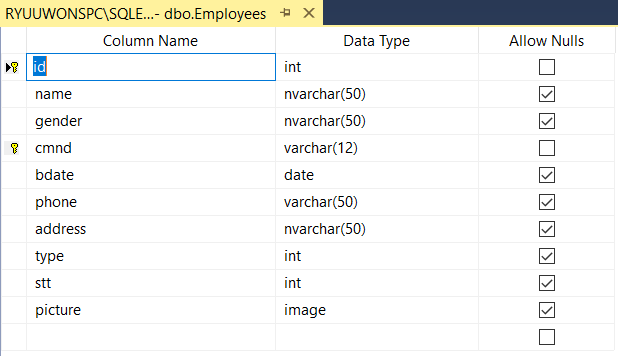 RYUUWONSPC\SQLE...- dbo.Employees
Column Name Data Type Allow Nulls
id int
name nvarchar(50)
gender nvarchar(50)
cmnd varchar(12)
bdate date
phone varchar(50)
address nvarchar(50)
type int
stt int
picture image